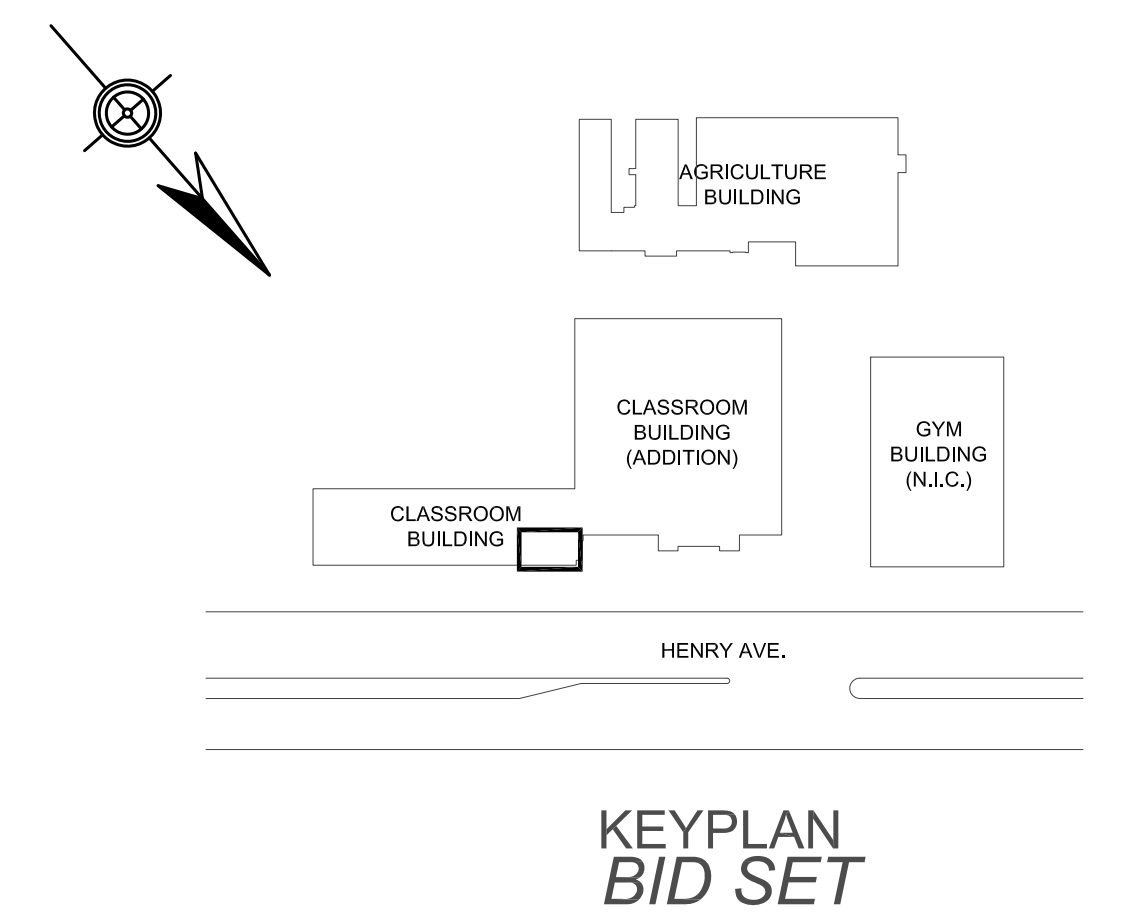 AGRICULTURE
BUILDING
CLASSROOM
BUILDING
(ADDITION)
GYM
BUILDING
(N.I.C.)
CLASSROOM
BUILDING
HENRY AVE.
KEYPLAN
BID SET